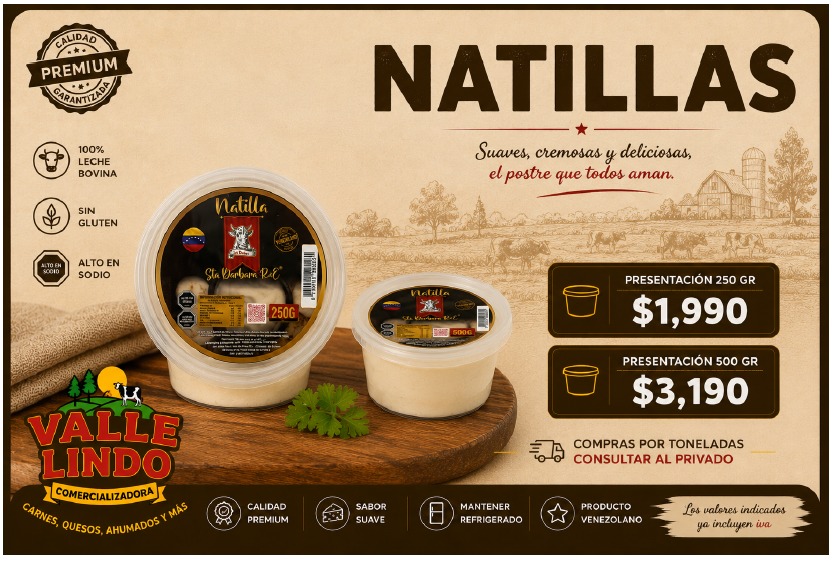 CALIDAD
PREMIUM
GARANTIZADA
NATILLAS
Suaves, cremosas y deliciosas,
el postre que todos aman.
100%
LECHE
BOVINA
SIN
GLUTEN
ALTO EN
SODIO
ALTO EN
SODIO
Natilla
Sta Barbara
250G
Natilla
Sta Barbara
500G
PRESENTACIÓN 250 GR
$1,990
PRESENTACIÓN 500 GR
$3,190
COMPRAS POR TONELADAS
CONSULTAR AL PRIVADO
VALLE
LINDO
COMERCIALIZADORA
CARNES, QUESOS, AHUMADOS Y MÁS
CALIDAD
PREMIUM
SABOR
SUAVE
MANTENER
REFRIGERADO
PRODUCTO
VENEZOLANO
Los valores indicados
ya incluyen iva